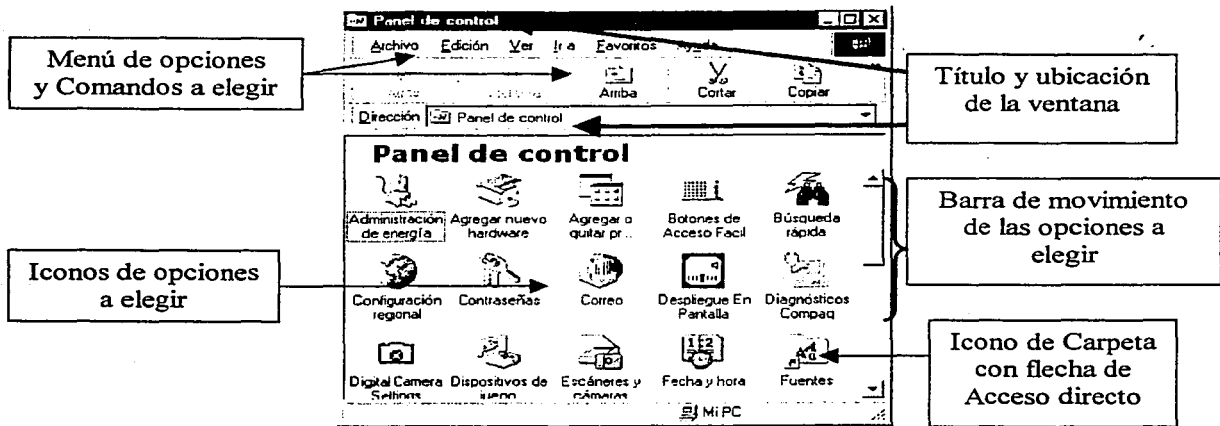 Panel de control
Archivo Edición Ver Ir a Favoritos Ayuda
Arriba Cortar Copiar
Dirección Panel de control
Menú de opciones
y Comandos a elegir
Título y ubicación
de la ventana
Panel de control
Administración
de energía
Agregar nuevo
hardware
Agregar o
quitar pr...
Botones de
Acceso Facil
Búsqueda
rápida
Barra de movimiento
de las opciones a
elegir
Iconos de opciones
a elegir
Configuración
regional
Contraseñas
Correo
Despliegue En
Pantalla
Diagnósticos
Compaq
Digital Camera
Settings
Dispositivos de
juego
Escáneres y
cámaras
Fecha y hora
Fuentes
Icono de Carpeta
con flecha de
Acceso directo
Mi PC